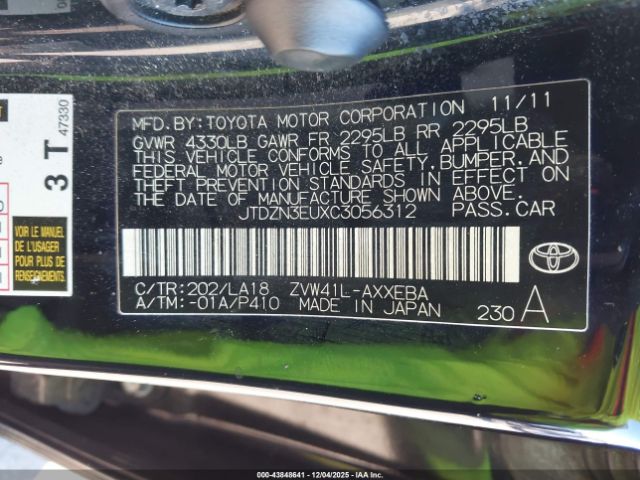 MFD.BY:TOYOTA MOTOR CORPORATION 11/11
GVWR 4330LB GAWR FR 2295LB RR 2295LB
THIS VEHICLE CONFORMS TO ALL APPLICABLE
FEDERAL MOTOR VEHICLE SAFETY,BUMPER,AND
THEFT PREVENTION STANDARDS IN EFFECT ON
THE DATE OF MANUFACTURE SHOWN ABOVE.
JTDZN3EUXC3056312 PASS.CAR
C/TR:202/LA18 ZVW41L-AXXEBA
A/TM:-01A/P410 MADE IN JAPAN 230 A
3 T
47330
VOIR LE MANUEL
DE L'USAGER
POUR PLUS DE
RENSEIGNEMENTS
000-43848641 - 12/04/2025 - IAA Inc.